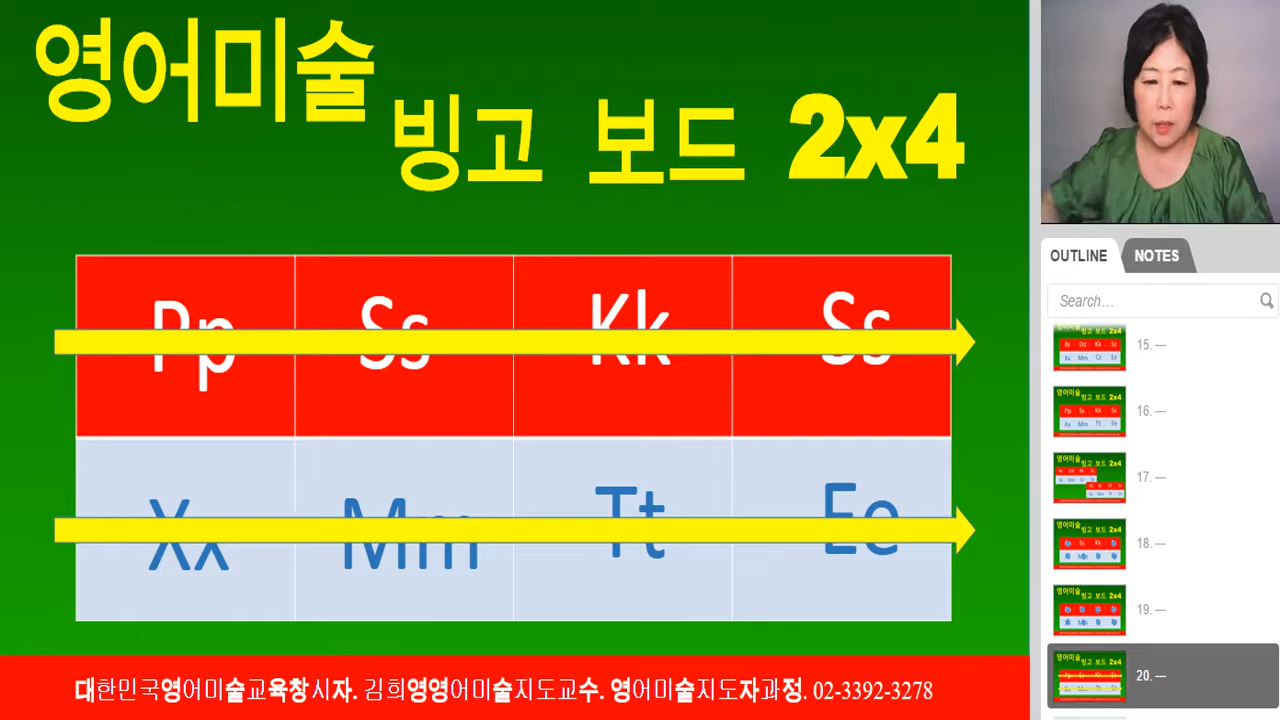 영어미술
빙고 보드 2x4
Pp Ss Kk Ss
Xx Mm Tt Ee
대한민국영어미술교육창시자. 김희영영어미술지도교수. 영어미술지도자과정. 02-3392-3278
OUTLINE NOTES
Search...
15. ---
16. ---
17. ---
18. ---
19. ---
20. ---